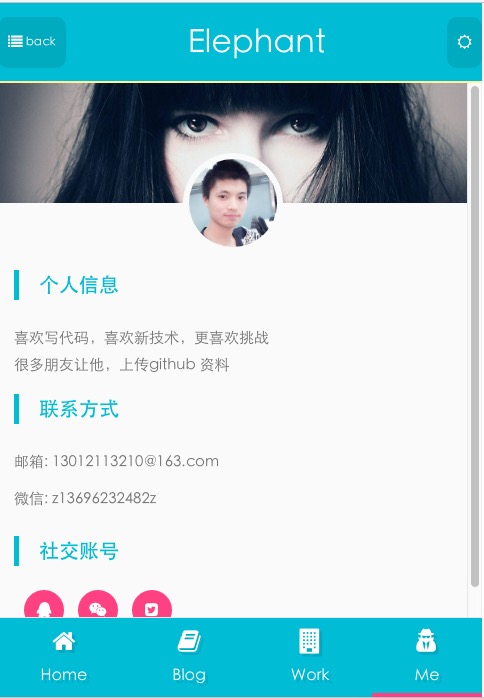 back
Elephant
个人信息
喜欢写代码，喜欢新技术，更喜欢挑战
很多朋友让他，上传github 资料
联系方式
邮箱: 13012113210@163.com
微信: z13696232482z
社交账号
Home
Blog
Work
Me